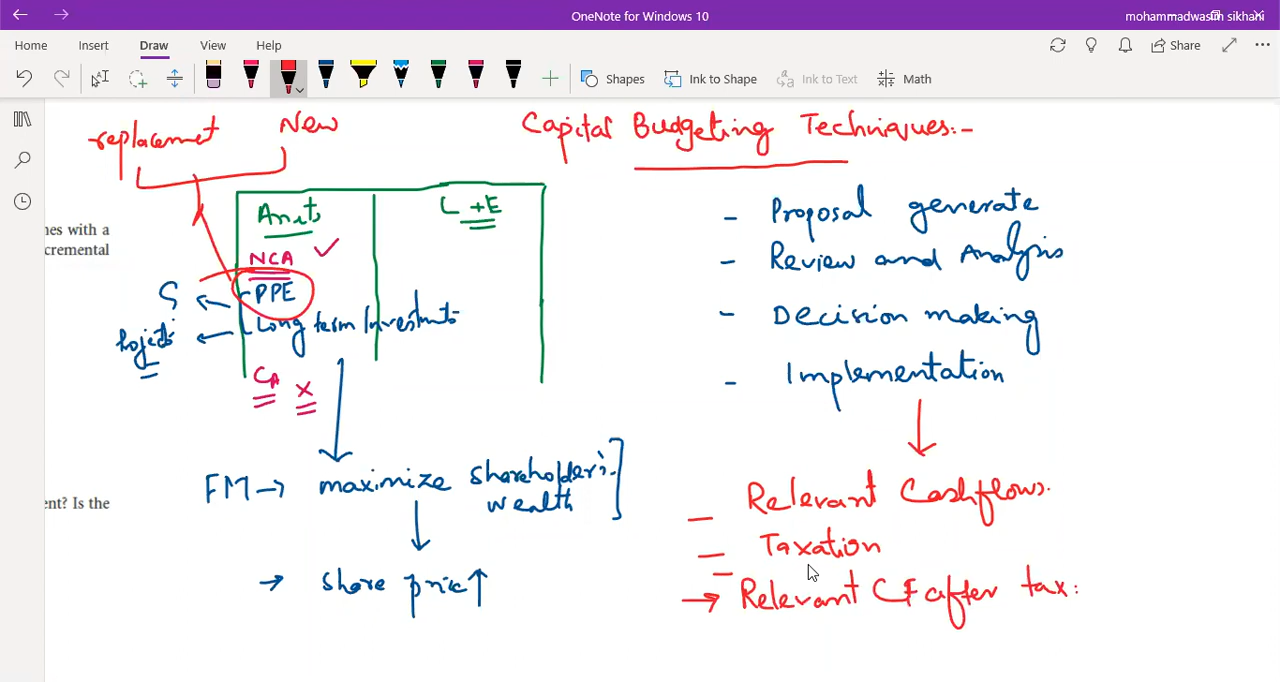 OneNote for Windows 10
mohammadwasim sikhani
Home Insert Draw View Help
Share
Shapes Ink to Shape Ink to Text Math
replacement New
Capital Budgeting Techniques:-
Assets L+E
NCA
PPE
Long term Investments
Projects
CA X
FM → maximize shareholder's wealth
→ share price ↑
- Proposal generate
- Review and Analysis
- Decision making
- Implementation
Relevant Cashflows.
Taxation
→ Relevant CF after tax:
nes with a
cremental
ent? Is the